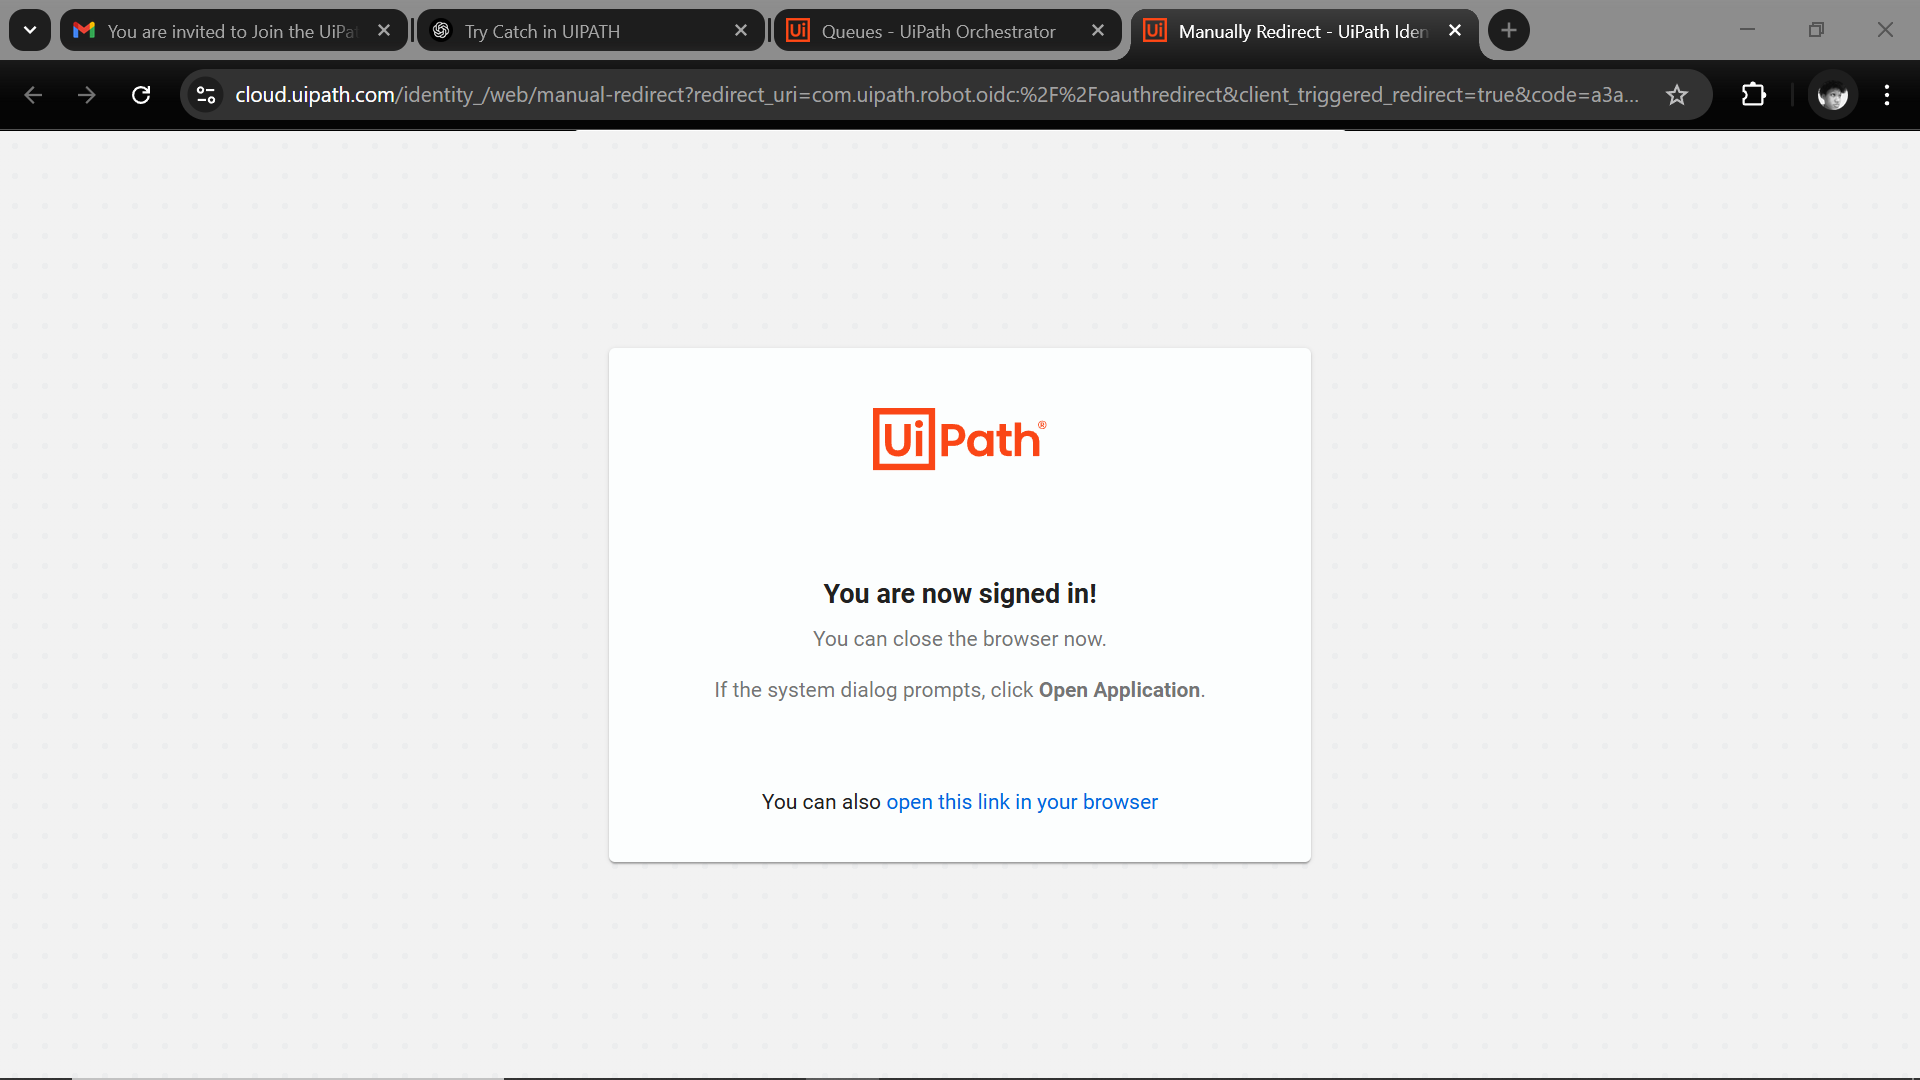 You are invited to Join the UiPat
Try Catch in UIPATH
Queues - UiPath Orchestrator
Manually Redirect - UiPath Iden
cloud.uipath.com/identity_/web/manual-redirect?redirect_uri=com.uipath.robot.oidc:%2F%2Foauthredirect&client_triggered_redirect=true&code=a3a...
UiPath®
You are now signed in!
You can close the browser now.
If the system dialog prompts, click Open Application.
You can also open this link in your browser